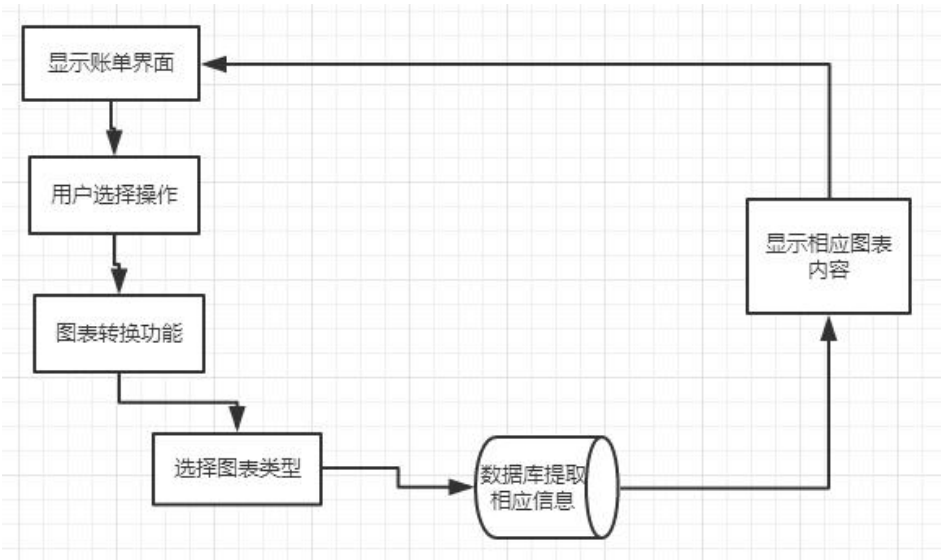 显示账单界面
用户选择操作
图表转换功能
选择图表类型
数据库提取
相应信息
显示相应图表
内容